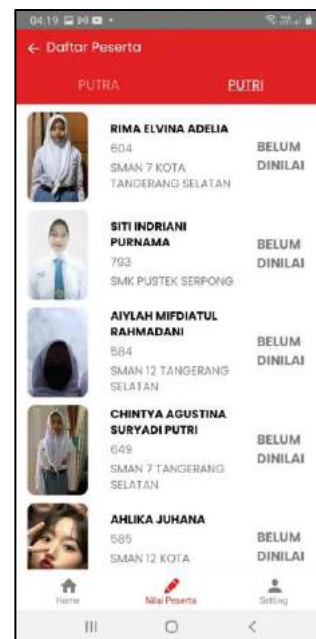 04:19
← Daftar Peserta
PUTRA PUTRI
RIMA ELVINA ADELIA
604
SMAN 7 KOTA
TANGERANG SELATAN
BELUM
DINILAI
SITI INDRIANI
PURNAMA
793
SMK PUSTEK SERPONG
BELUM
DINILAI
AIYLAH MIFDIATUL
RAHMADANI
584
SMAN 12 TANGERANG
SELATAN
BELUM
DINILAI
CHINTYA AGUSTINA
SURYADI PUTRI
649
SMAN 7 TANGERANG
SELATAN
BELUM
DINILAI
AHLIKA JUHANA
585
SMAN 12 KOTA
BELUM
DINILAI
Home Nilai Peserta Setting